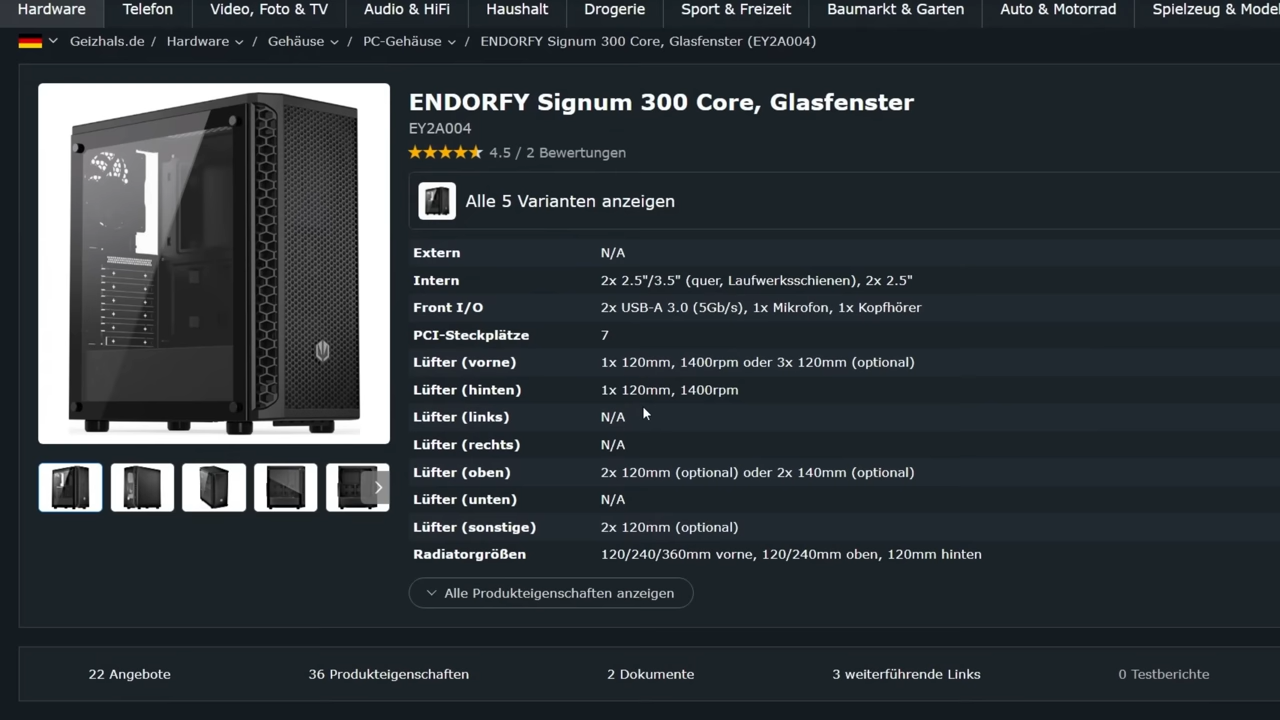 Hardware Telefon Video, Foto & TV Audio & HiFi Haushalt Drogerie Sport & Freizeit Baumarkt & Garten Auto & Motorrad Spielzeug &
Geizhals.de / Hardware / Gehäuse / PC-Gehäuse / ENDORFY Signum 300 Core, Glasfenster (EY2A004)
ENDORFY Signum 300 Core, Glasfenster
EY2A004
4.5 / 2 Bewertungen
Alle 5 Varianten anzeigen
Extern N/A
Intern 2x 2.5"/3.5" (quer, Laufwerksschienen), 2x 2.5"
Front I/O 2x USB-A 3.0 (5Gb/s), 1x Mikrofon, 1x Kopfhörer
PCI-Steckplätze 7
Lüfter (vorne) 1x 120mm, 1400rpm oder 3x 120mm (optional)
Lüfter (hinten) 1x 120mm, 1400rpm
Lüfter (links) N/A
Lüfter (rechts) N/A
Lüfter (oben) 2x 120mm (optional) oder 2x 140mm (optional)
Lüfter (unten) N/A
Lüfter (sonstige) 2x 120mm (optional)
Radiatorgrößen 120/240/360mm vorne, 120/240mm oben, 120mm hinten
Alle Produkteigenschaften anzeigen
22 Angebote 36 Produkteigenschaften 2 Dokumente 3 weiterführende Links 0 Testberichte